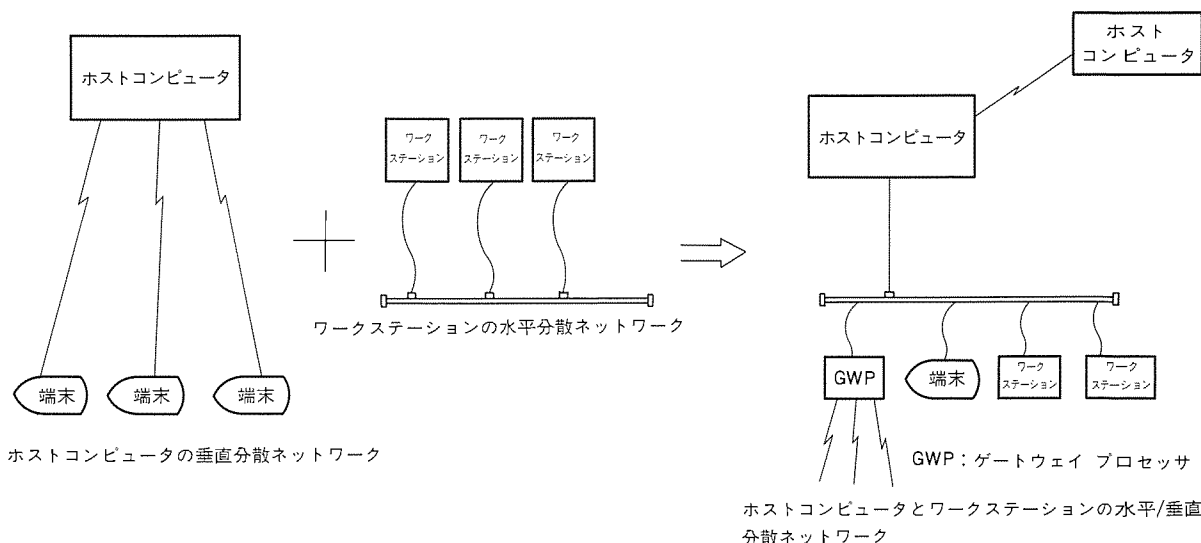 ホストコンピュータ
端末
端末
端末
ホストコンピュータの垂直分散ネットワーク
ワーク
ステーション
ワーク
ステーション
ワーク
ステーション
ワークステーションの水平分散ネットワーク
ホスト
コンピュータ
ホストコンピュータ
GWP
端末
ワーク
ステーション
ワーク
ステーション
GWP:ゲートウェイ プロセッサ
ホストコンピュータとワークステーションの水平/垂直
分散ネットワーク